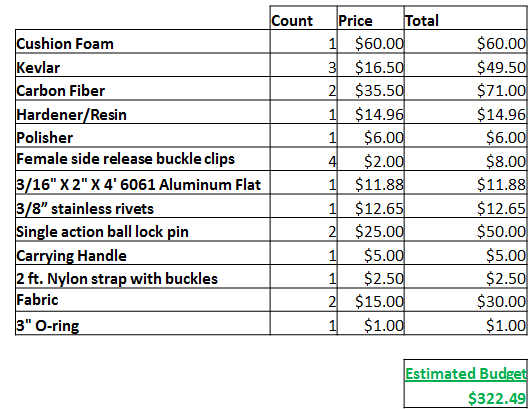 Count Price Total
Cushion Foam 1 $60.00 $60.00
Kevlar 3 $16.50 $49.50
Carbon Fiber 2 $35.50 $71.00
Hardener/Resin 1 $14.96 $14.96
Polisher 1 $6.00 $6.00
Female side release buckle clips 4 $2.00 $8.00
3/16" X 2" X 4' 6061 Aluminum Flat 1 $11.88 $11.88
3/8” stainless rivets 1 $12.65 $12.65
Single action ball lock pin 2 $25.00 $50.00
Carrying Handle 1 $5.00 $5.00
2 ft. Nylon strap with buckles 1 $2.50 $2.50
Fabric 2 $15.00 $30.00
3" O-ring 1 $1.00 $1.00
Estimated Budget
$322.49